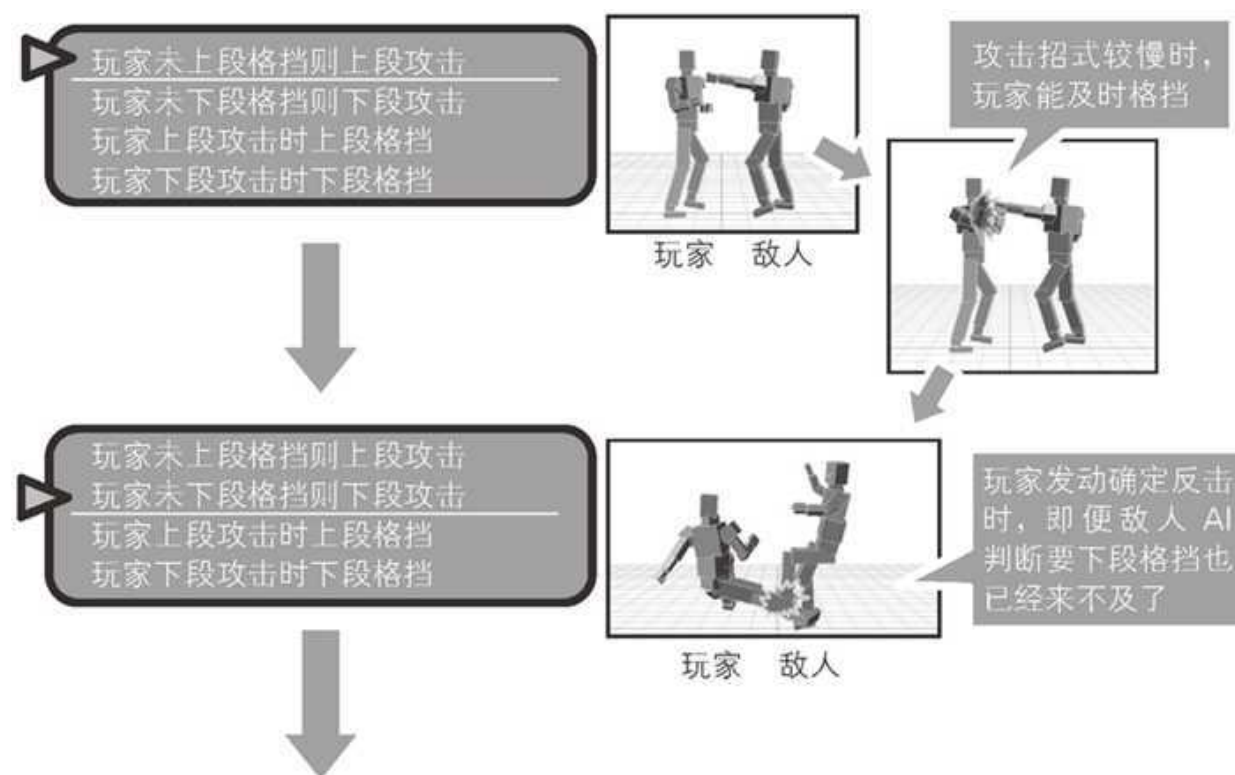 玩家未上段格挡则上段攻击
玩家未下段格挡则下段攻击
玩家上段攻击时上段格挡
玩家下段攻击时下段格挡
玩家 敌人
攻击招式较慢时，
玩家能及时格挡
玩家未上段格挡则上段攻击
玩家未下段格挡则下段攻击
玩家上段攻击时上段格挡
玩家下段攻击时下段格挡
玩家 敌人
玩家发动确定反击
时，即便敌人 AI
判断要下段格挡也
已经来不及了